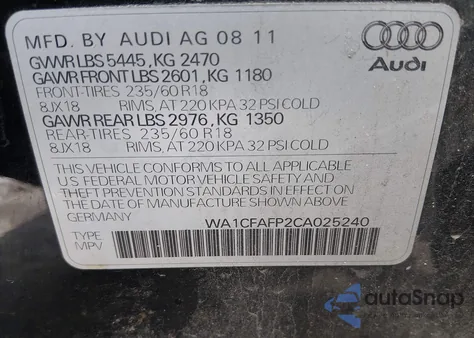 MFD. BY AUDI AG 08 11
GVWR LBS 5445, KG 2470
GAWR FRONT LBS 2601, KG 1180
FRONT-TIRES 235/60 R18
8JX18 RIMS, AT 220 KPA 32 PSI COLD
GAWR REAR LBS 2976, KG 1350
REAR-TIRES 235/60 R18
8JX18 RIMS, AT 220 KPA 32 PSI COLD
Audi
THIS VEHICLE CONFORMS TO ALL APPLICABLE
U.S FEDERAL MOTOR VEHICLE SAFETY AND
THEFT PREVENTION STANDARDS IN EFFECT ON
THE DATE OF MANUFACTURE SHOWN ABOVE
GERMANY WA1CFAFP2CA025240
TYPE
MPV
autoSnap